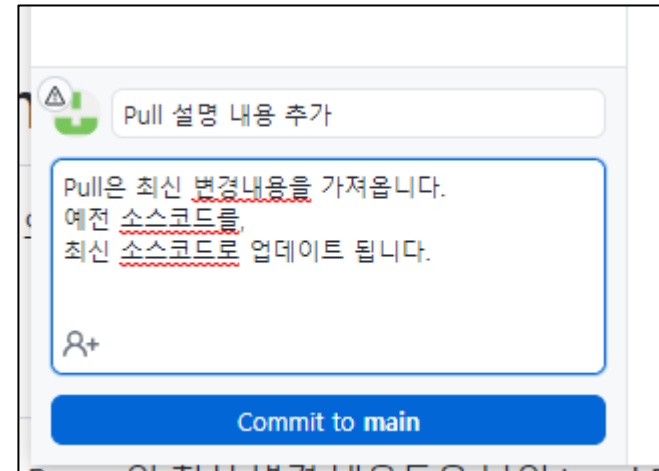 Pull 설명 내용 추가
Pull은 최신 변경내용을 가져옵니다.
예전 소스코드를,
최신 소스코드로 업데이트 됩니다.
Commit to main